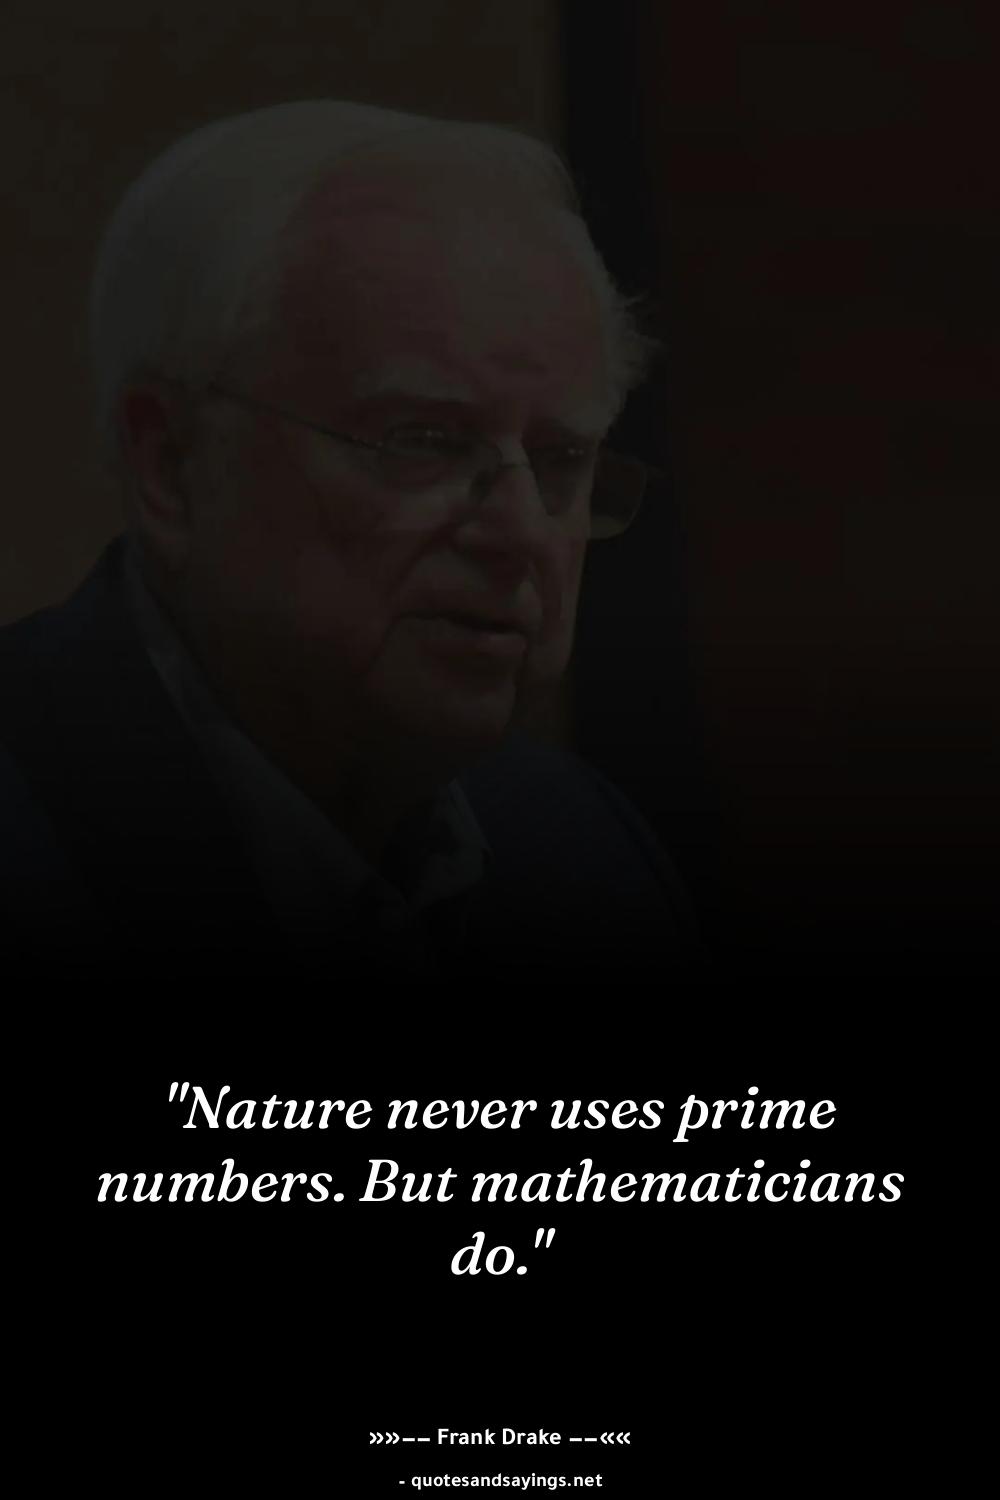 "Nature never uses prime
numbers. But mathematicians
do."
»»—— Frank Drake ——««
- quotesandsayings.net